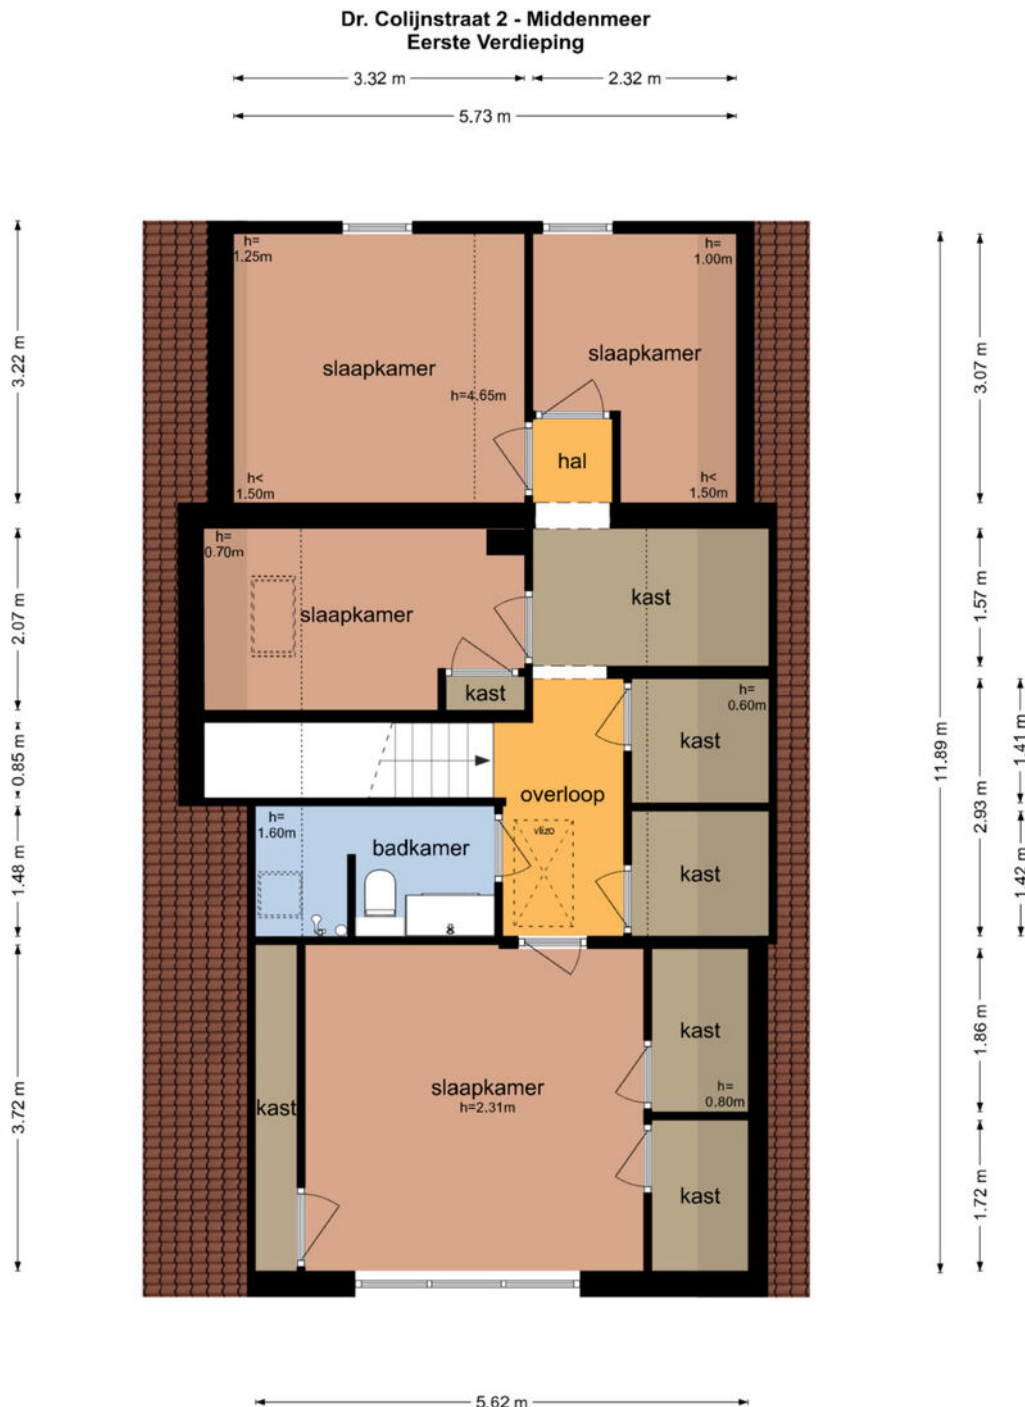 Dr. Colijnstraat 2 - Middenmeer
Eerste Verdieping
3.32 m
2.32 m
5.73 m
h=
1.25m
h=
1.00m
3.22 m
3.07 m
slaapkamer
slaapkamer
h=4.65m
hal
h<
1.50m
h<
1.50m
h=
0.70m
2.07 m
1.57 m
slaapkamer
kast
kast
h=
0.60m
kast
0.85 m
11.89 m
2.93 m
1.41 m
overloop
h=
1.60m
vlizo
badkamer
kast
1.48 m
1.42 m
kast
1.86 m
slaapkamer
h=2.31m
h=
0.80m
kast
3.72 m
kast
1.72 m
5.62 m